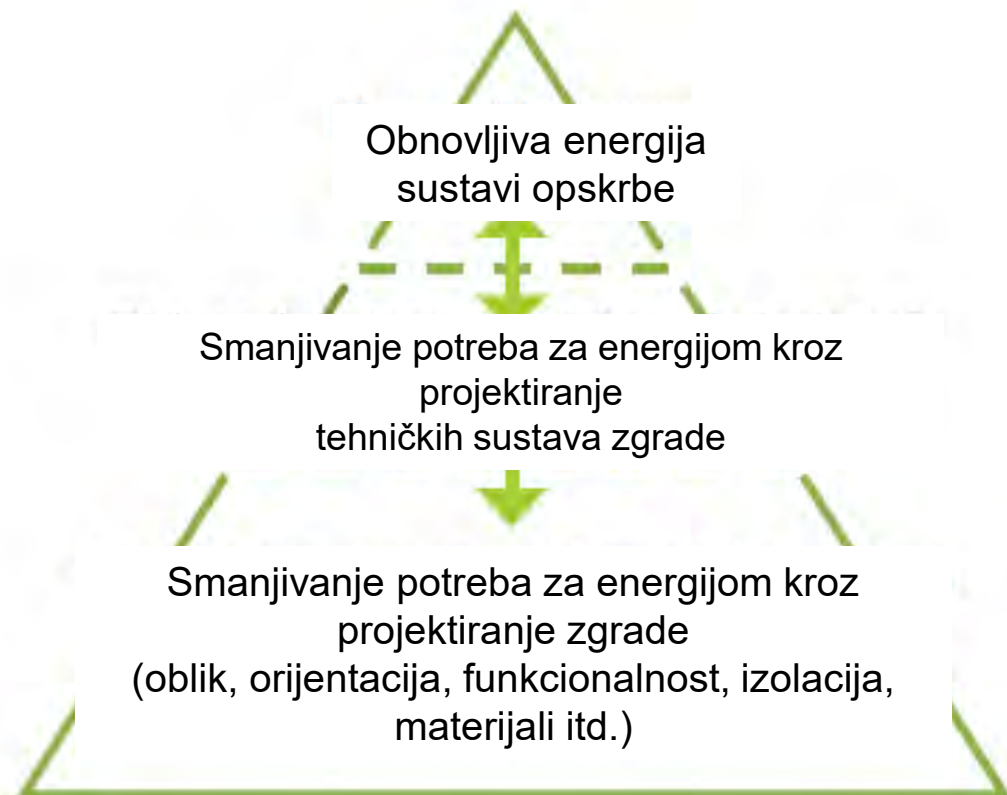 Obnovljiva energija
sustavi opskrbe
Smanjivanje potreba za energijom kroz
projektiranje
tehničkih sustava zgrade
Smanjivanje potreba za energijom kroz
projektiranje zgrade
(oblik, orijentacija, funkcionalnost, izolacija,
materijali itd.)